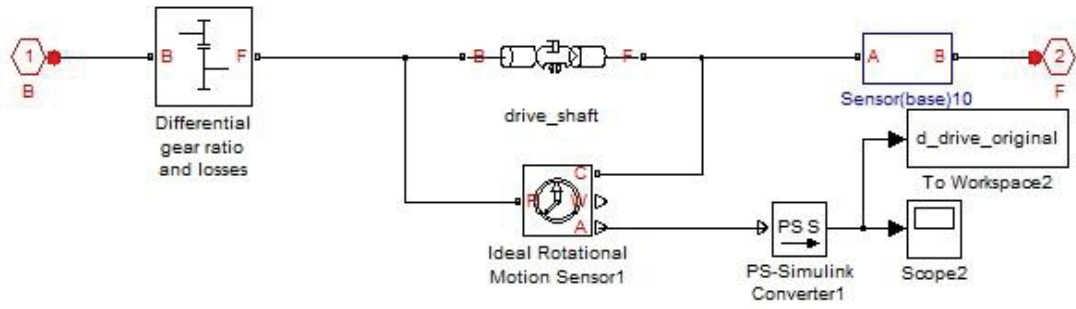 1
B
B
F
Differential
gear ratio
and losses
B
F
drive_shaft
R
C
W
A
Ideal Rotational
Motion Sensor1
PS S
PS-Simulink
Converter1
A
B
Sensor(base)10
2
F
d_drive_original
To Workspace2
Scope2